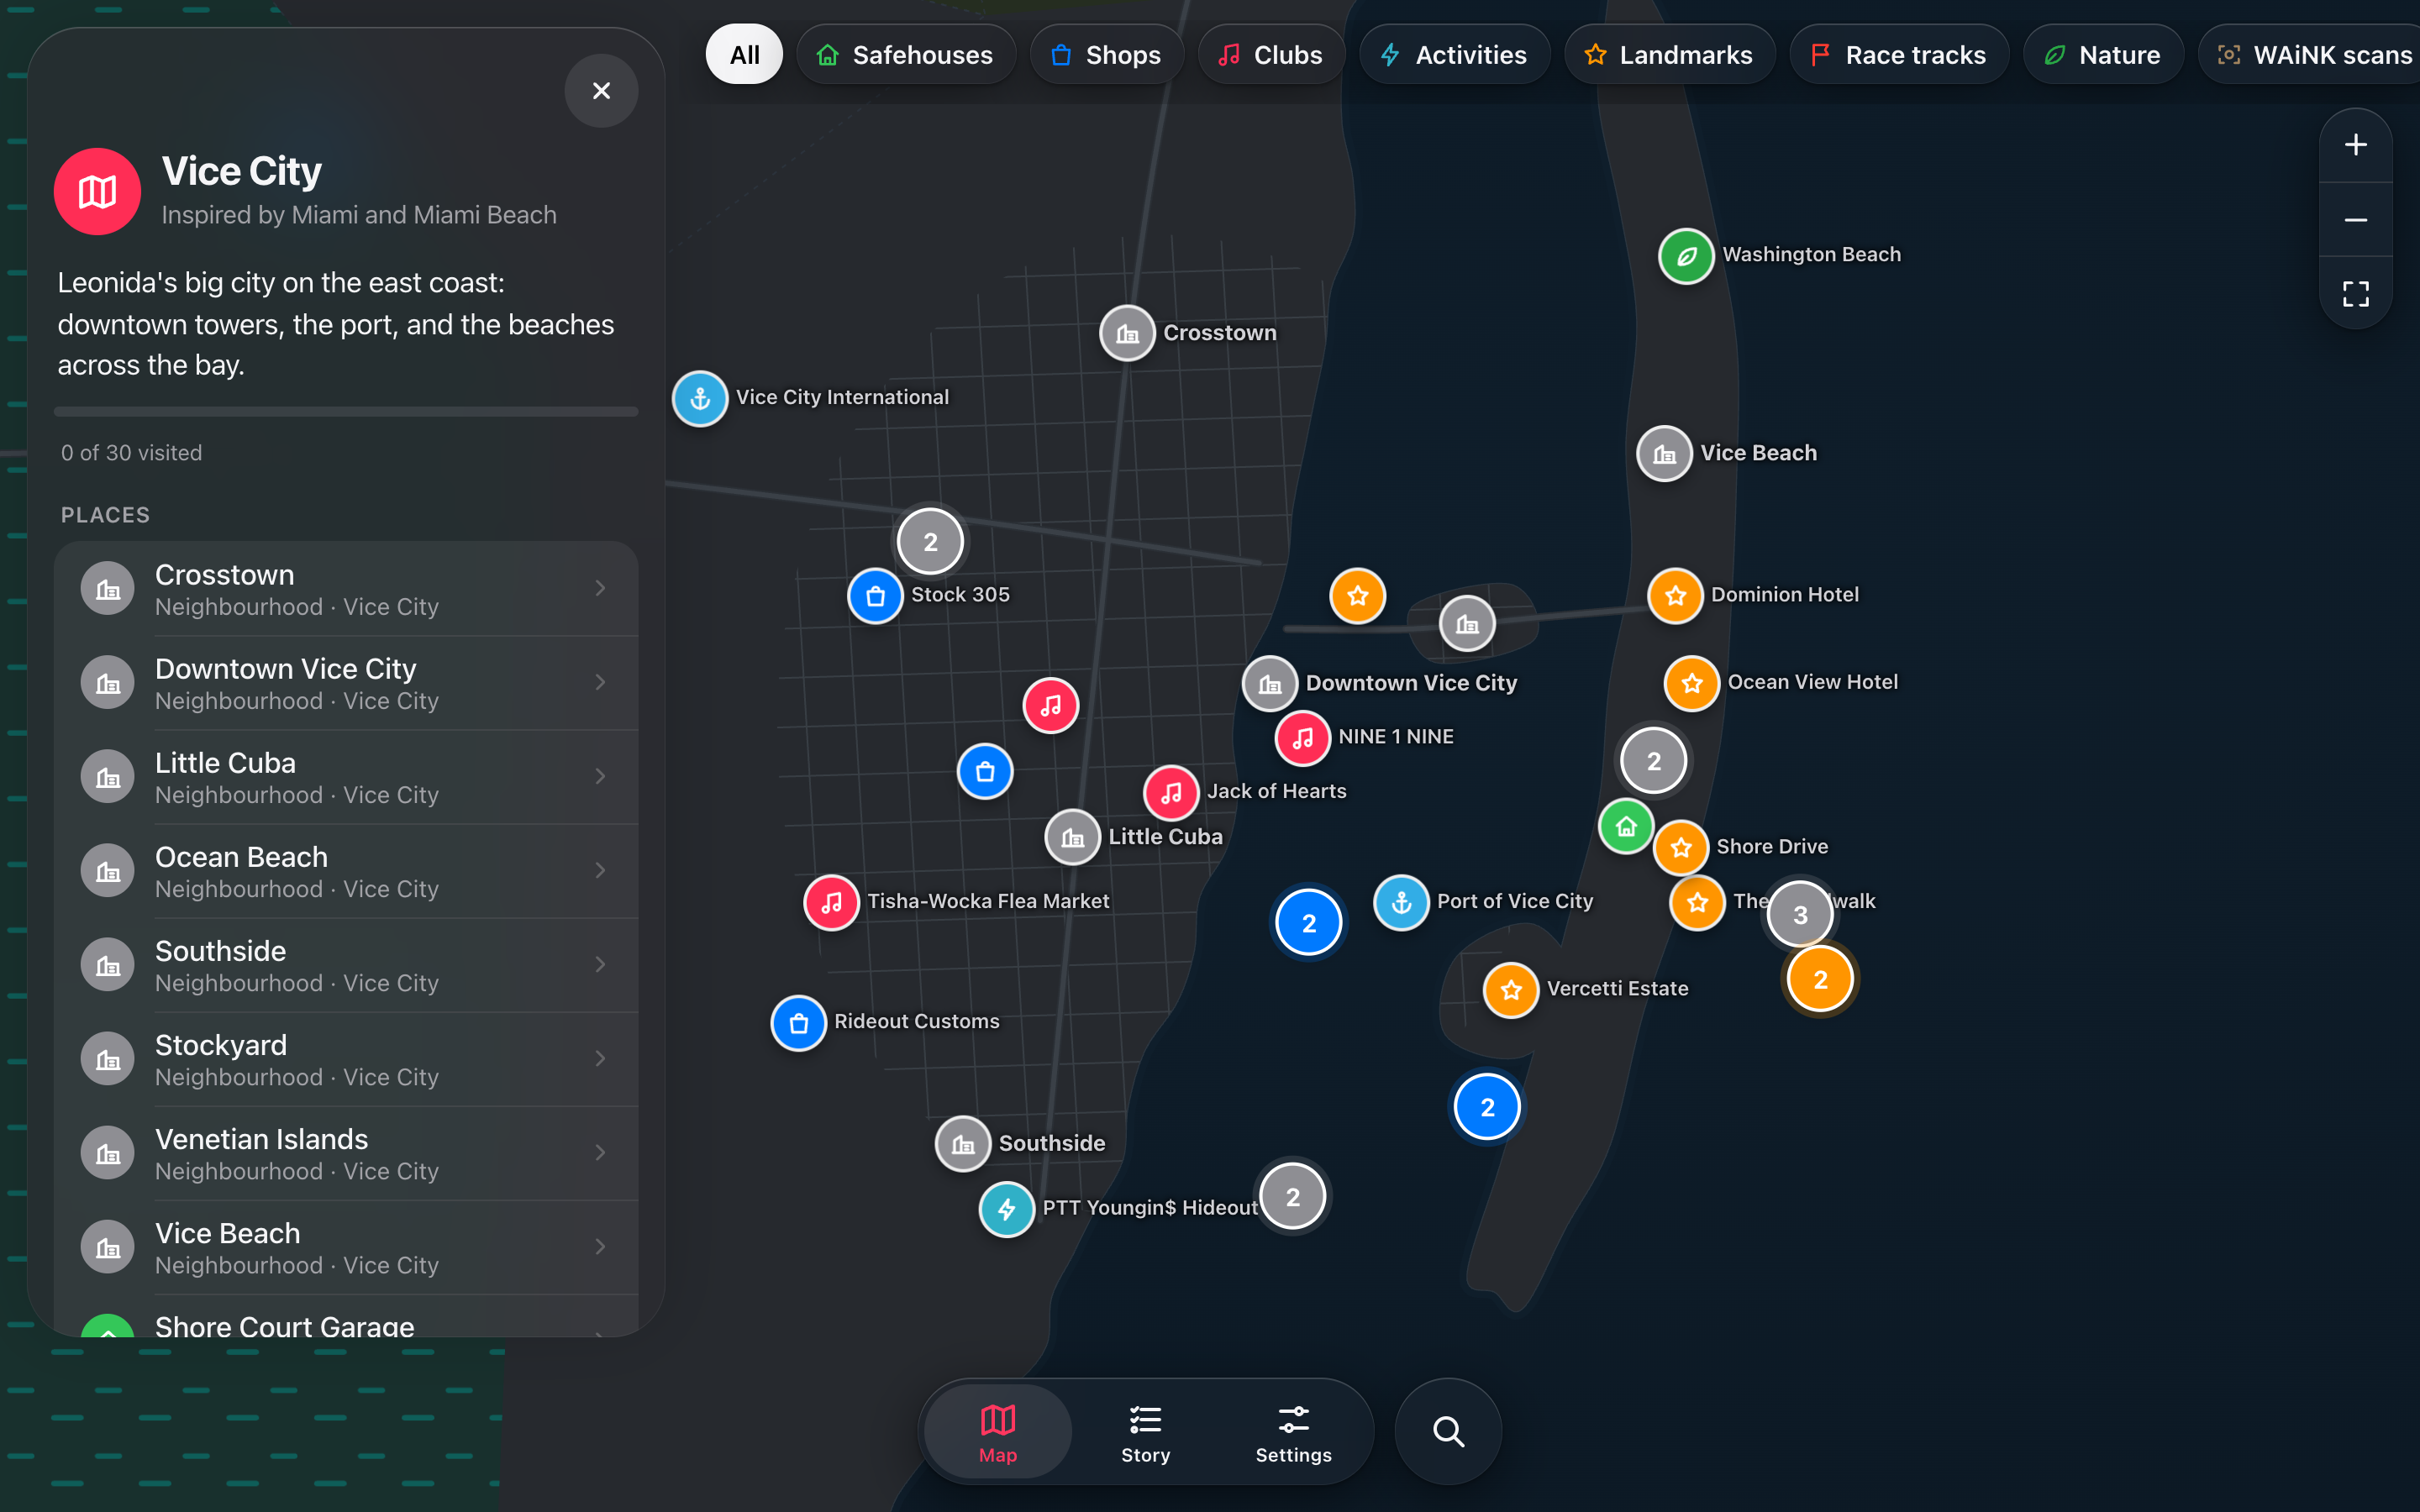 All
Safehouses
Shops
Clubs
Activities
Landmarks
Race tracks
Nature
WAiNK scans
Vice City
Inspired by Miami and Miami Beach
Leonida's big city on the east coast:
downtown towers, the port, and the beaches
across the bay.
0 of 30 visited
PLACES
Crosstown
Neighbourhood · Vice City
Downtown Vice City
Neighbourhood · Vice City
Little Cuba
Neighbourhood · Vice City
Ocean Beach
Neighbourhood · Vice City
Southside
Neighbourhood · Vice City
Stockyard
Neighbourhood · Vice City
Venetian Islands
Neighbourhood · Vice City
Vice Beach
Neighbourhood · Vice City
Shore Court Garage
Washington Beach
Crosstown
Vice City International
Vice Beach
2
Stock 305
Dominion Hotel
Downtown Vice City
Ocean View Hotel
NINE 1 NINE
2
Jack of Hearts
Little Cuba
Shore Drive
Tisha-Wocka Flea Market
2
Port of Vice City
The
walk
3
2
Vercetti Estate
Rideout Customs
2
Southside
PTT Youngin$ Hideout
2
Map
Story
Settings